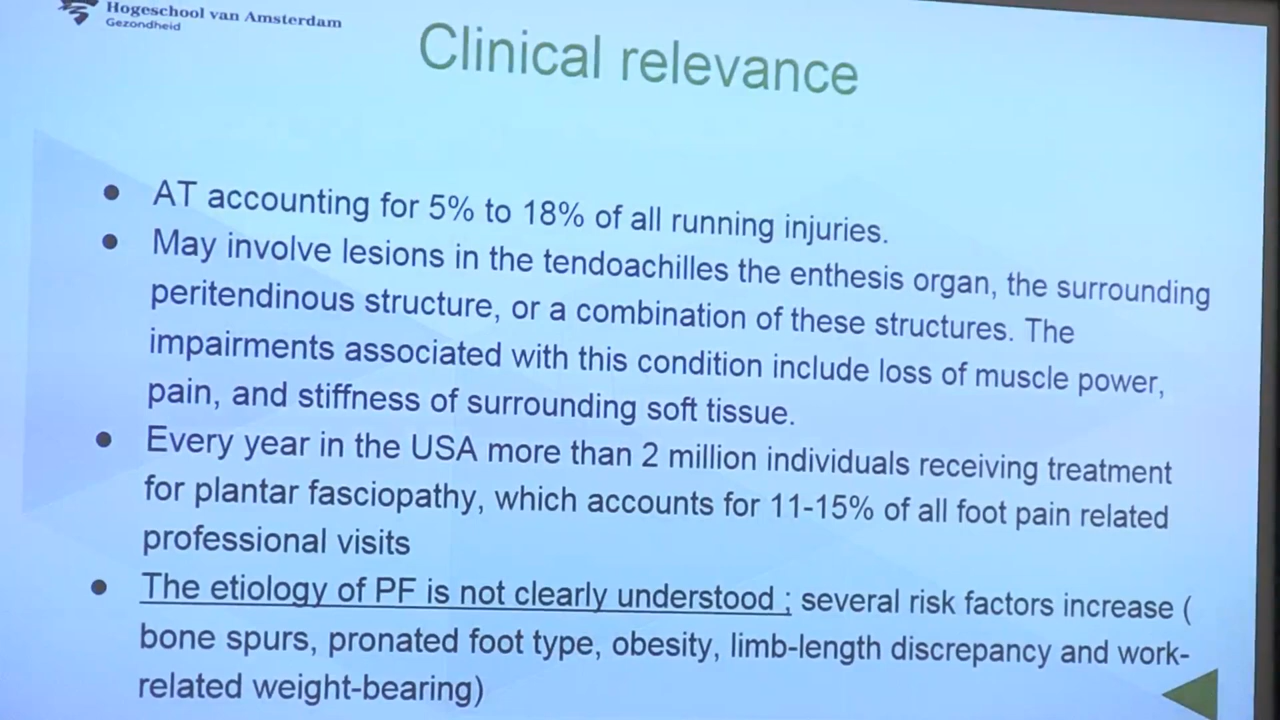 Hogeschool van Amsterdam
Gezondheid
Clinical relevance
● AT accounting for 5% to 18% of all running injuries.
● May involve lesions in the tendoachilles the enthesis organ, the surrounding
peritendinous structure, or a combination of these structures. The
impairments associated with this condition include loss of muscle power,
pain, and stiffness of surrounding soft tissue.
● Every year in the USA more than 2 million individuals receiving treatment
for plantar fasciopathy, which accounts for 11-15% of all foot pain related
professional visits
● The etiology of PF is not clearly understood ; several risk factors increase (
bone spurs, pronated foot type, obesity, limb-length discrepancy and work-
related weight-bearing)